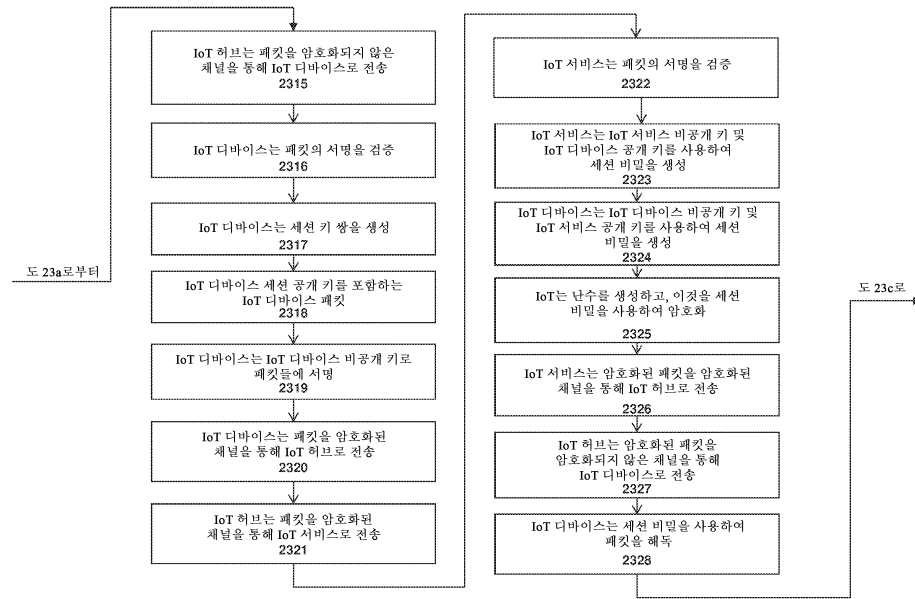 도 23a로부터
IoT 허브는 패킷을 암호화되지 않은
채널을 통해 IoT 디바이스로 전송
2315
IoT 디바이스는 패킷의 서명을 검증
2316
IoT 디바이스는 세션 키 쌍을 생성
2317
IoT 디바이스 세션 공개 키를 포함하는
IoT 디바이스 패킷
2318
IoT 디바이스는 IoT 디바이스 비공개 키로
패킷들에 서명
2319
IoT 디바이스는 패킷을 암호화된
채널을 통해 IoT 허브로 전송
2320
IoT 허브는 패킷을 암호화된
채널을 통해 IoT 서비스로 전송
2321
IoT 서비스는 패킷의 서명을 검증
2322
IoT 서비스는 IoT 서비스 비공개 키 및
IoT 디바이스 공개 키를 사용하여
세션 비밀을 생성
2323
IoT 디바이스는 IoT 디바이스 비공개 키 및
IoT 서비스 공개 키를 사용하여 세션
비밀을 생성
2324
IoT는 난수를 생성하고, 이것을 세션
비밀을 사용하여 암호화
2325
IoT 서비스는 암호화된 패킷을 암호화된
채널을 통해 IoT 허브로 전송
2326
IoT 허브는 암호화된 패킷을
암호화되지 않은 채널을 통해
IoT 디바이스로 전송
2327
IoT 디바이스는 세션 비밀을 사용하여
패킷을 해독
2328
도 23c로